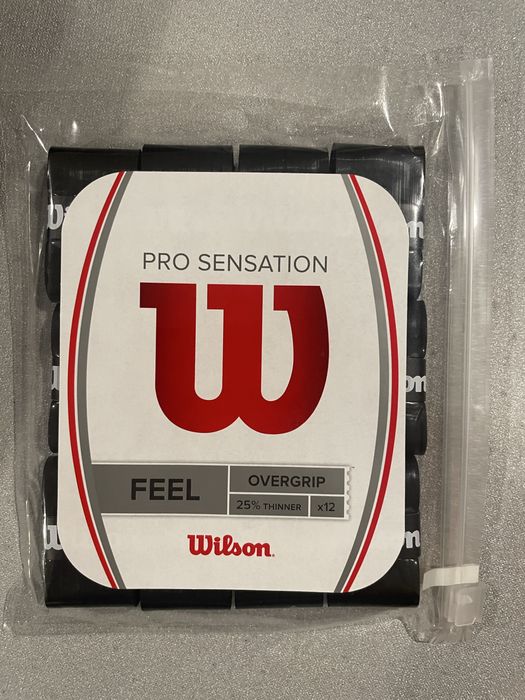 PRO SENSATION
W
FEEL
OVERGRIP
25% THINNER x12
Wilson.